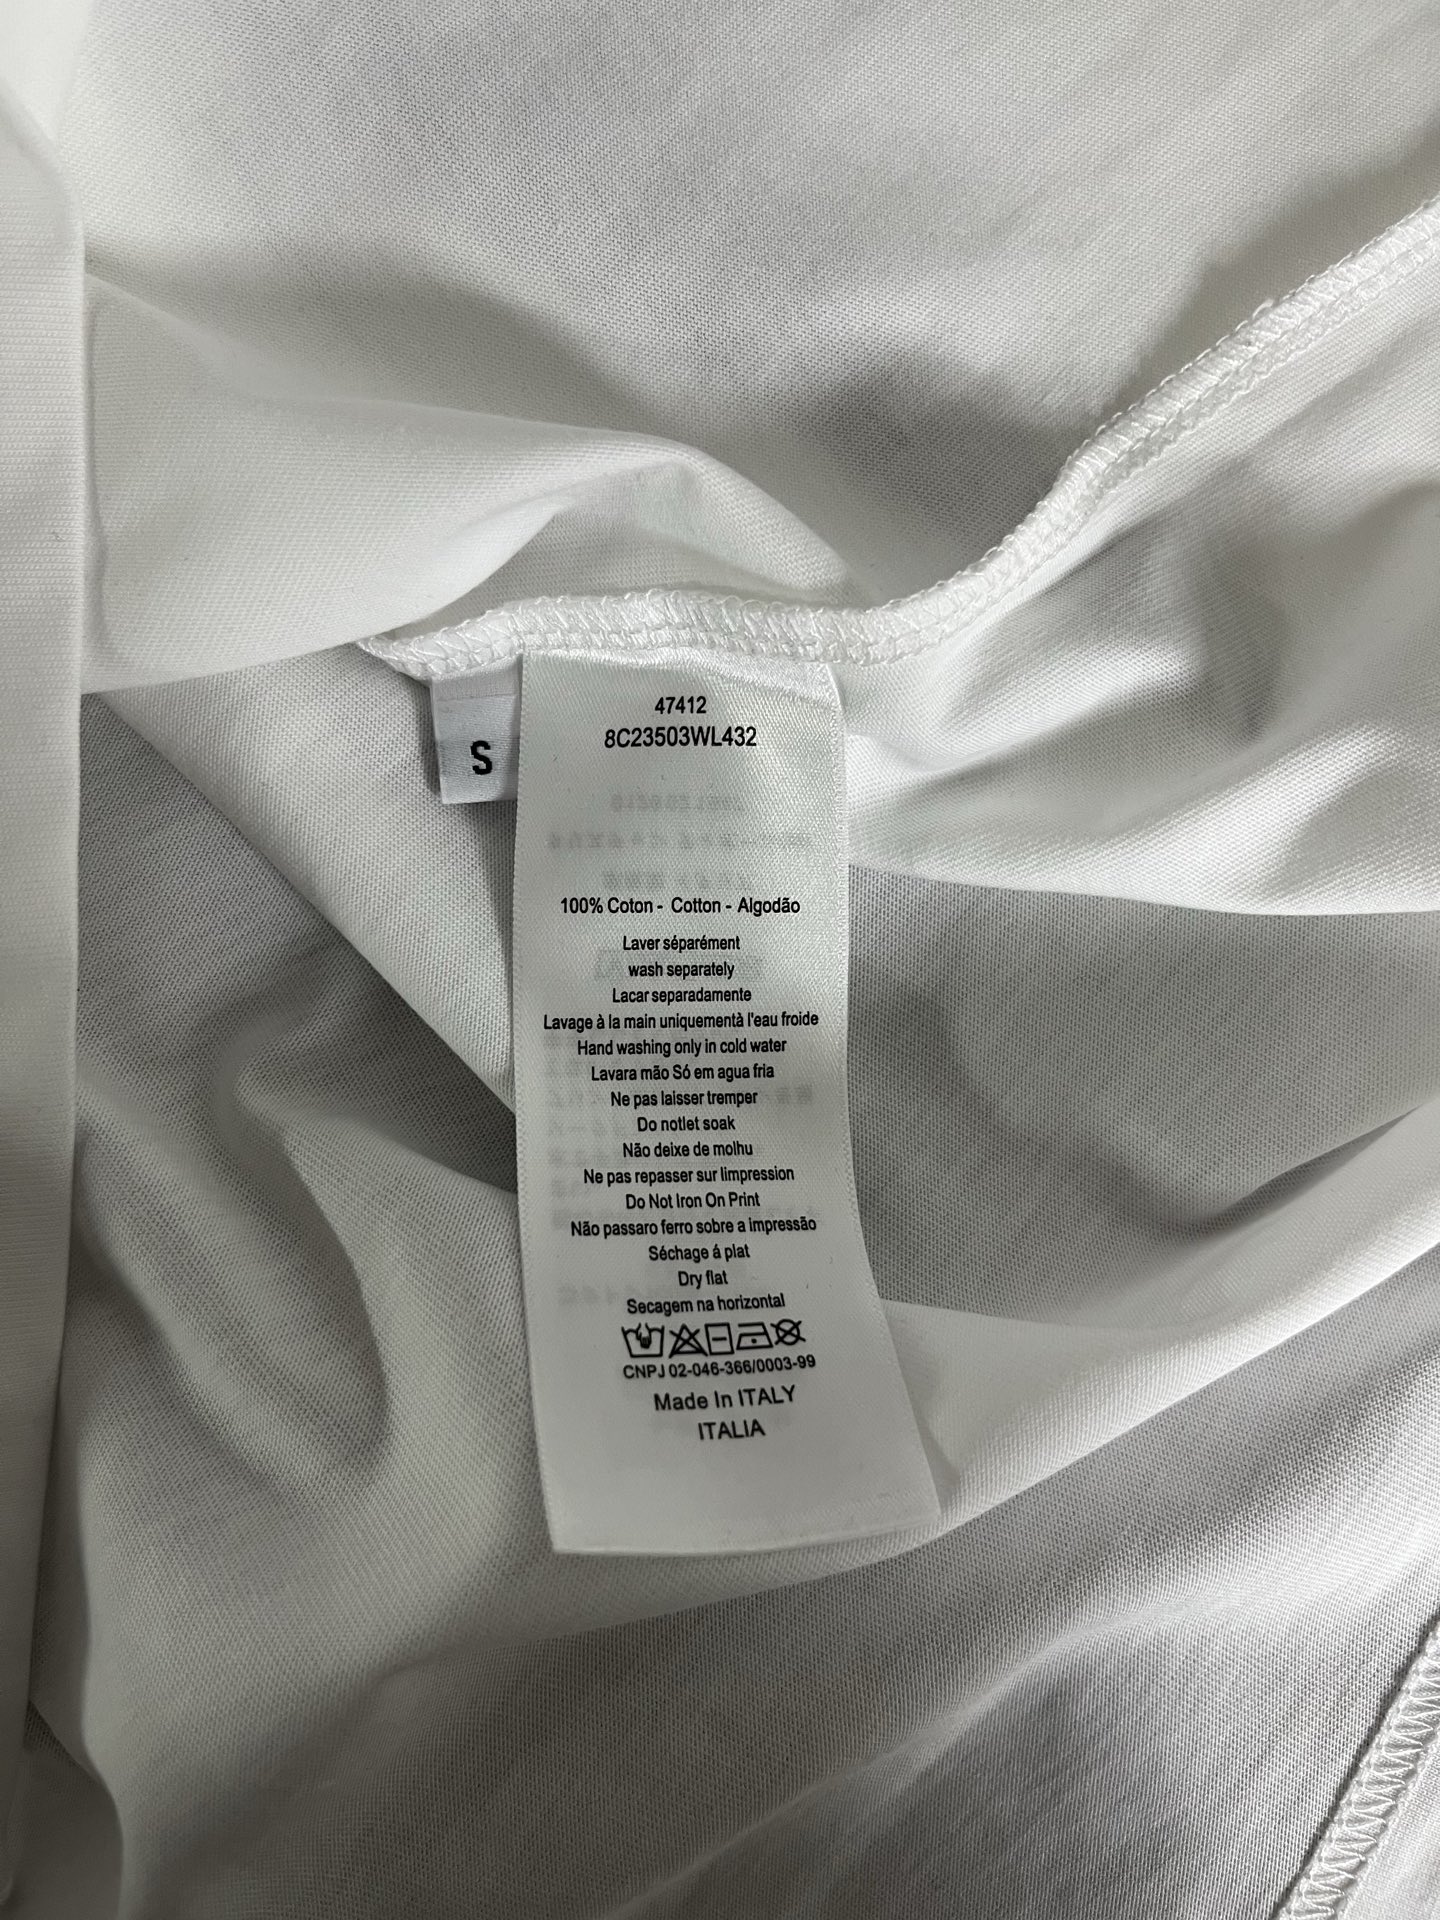 47412
8C23503WL432
S
100% Coton - Cotton - Algodão
Laver séparément
wash separately
Lacar separadamente
Lavage à la main uniquementà l'eau froide
Hand washing only in cold water
Lavara mão Só em agua fria
Ne pas laisser tremper
Do notlet soak
Não deixe de molhu
Ne pas repasser sur limpression
Do Not Iron On Print
Não passaro ferro sobre a impressão
Séchage á plat
Dry flat
Secagem na horizontal
CNPJ 02-046-366/0003-99
Made In ITALY
ITALIA